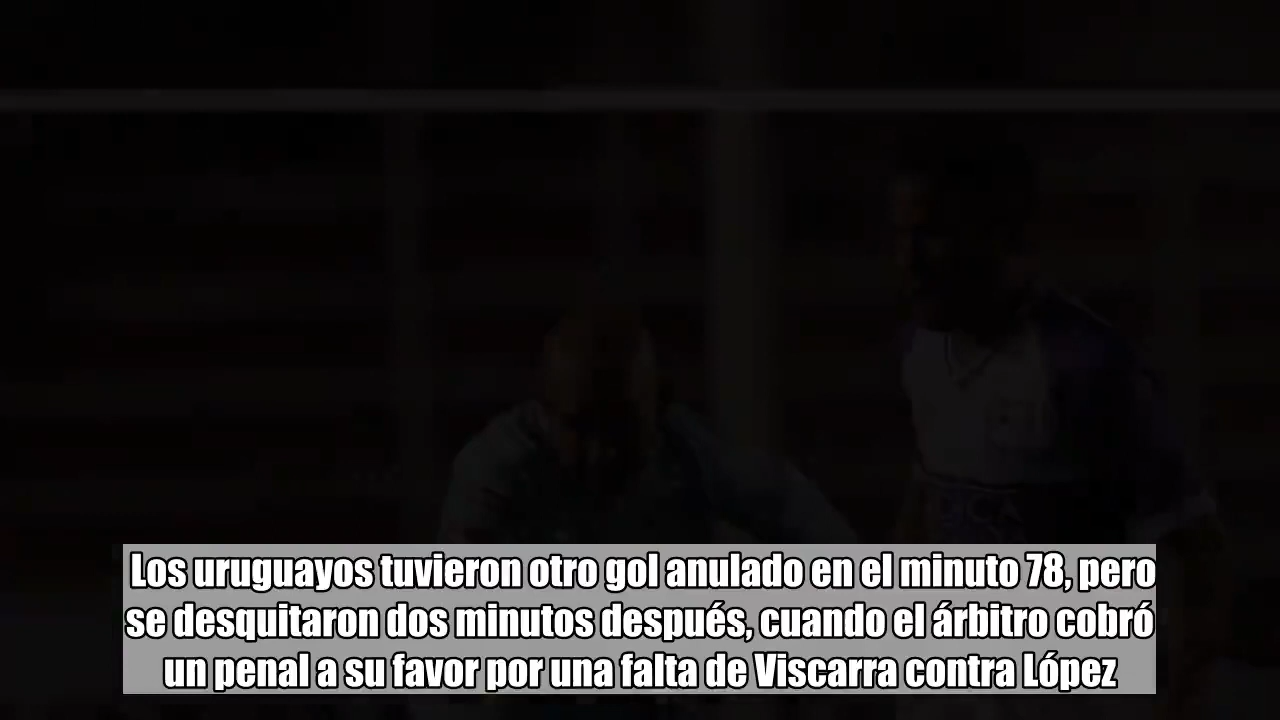 Los uruguayos tuvieron otro gol anulado en el minuto 78, pero
se desquitaron dos minutos después, cuando el árbitro cobró
un penal a su favor por una falta de Viscarra contra López